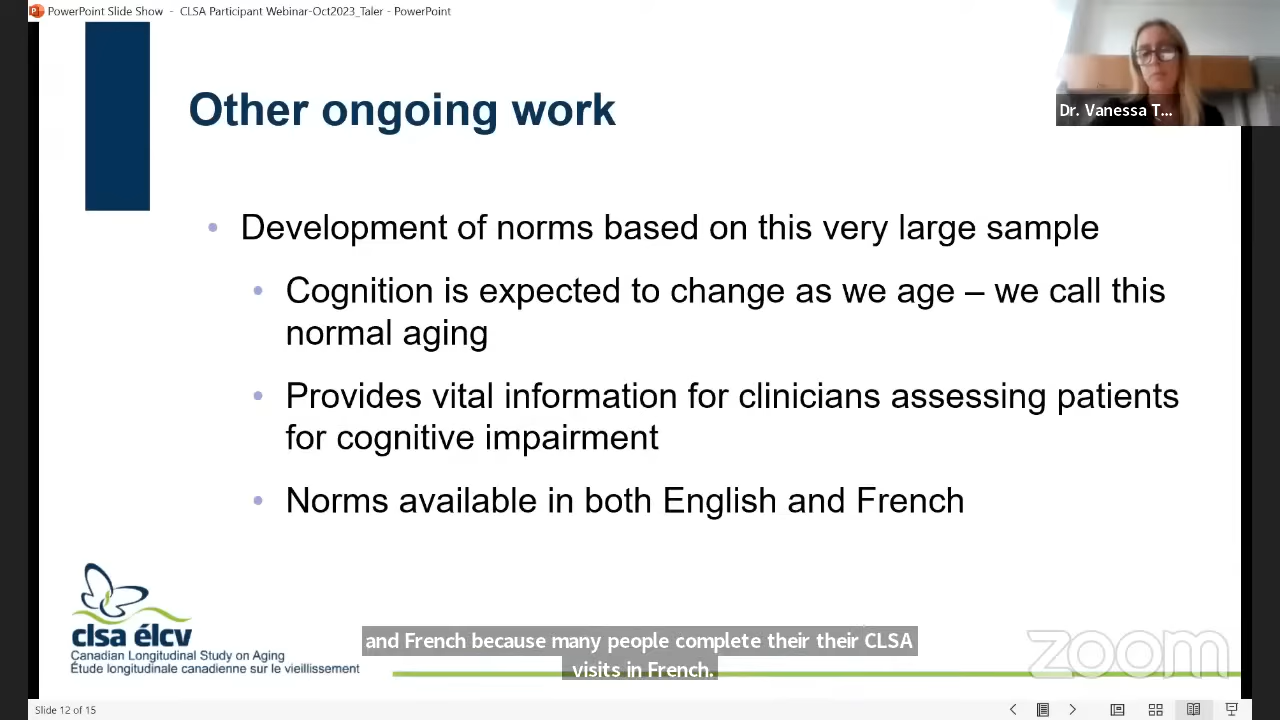 PowerPoint Slide Show - CLSA Participant Webinar-Oct2023_Taler - PowerPoint
Dr. Vanessa T...
Other ongoing work
• Development of norms based on this very large sample
• Cognition is expected to change as we age – we call this
normal aging
• Provides vital information for clinicians assessing patients
for cognitive impairment
• Norms available in both English and French
clsa élcv
Canadian Longitudinal Study on Aging
Étude longitudinale canadienne sur le vieillissement
and French because many people complete their their CLSA
visits in French.
zoom
Slide 12 of 15